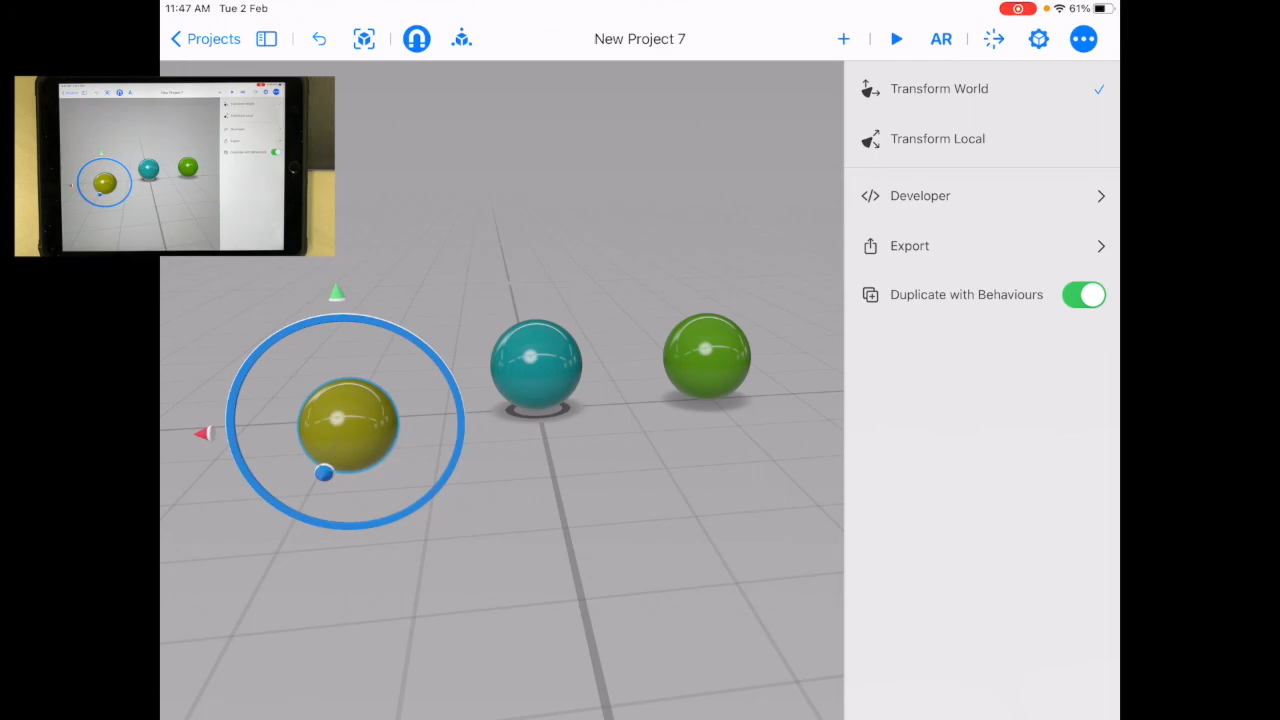 11:47 AM Tue 2 Feb 61%
Projects New Project 7 AR
Transform World
Transform Local
Developer
Export
Duplicate with Behaviours